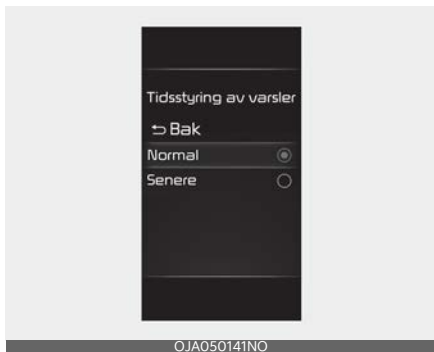 Tidsstyring av varsler
⮌ Bak
Normal
Senere
OJA050141NO